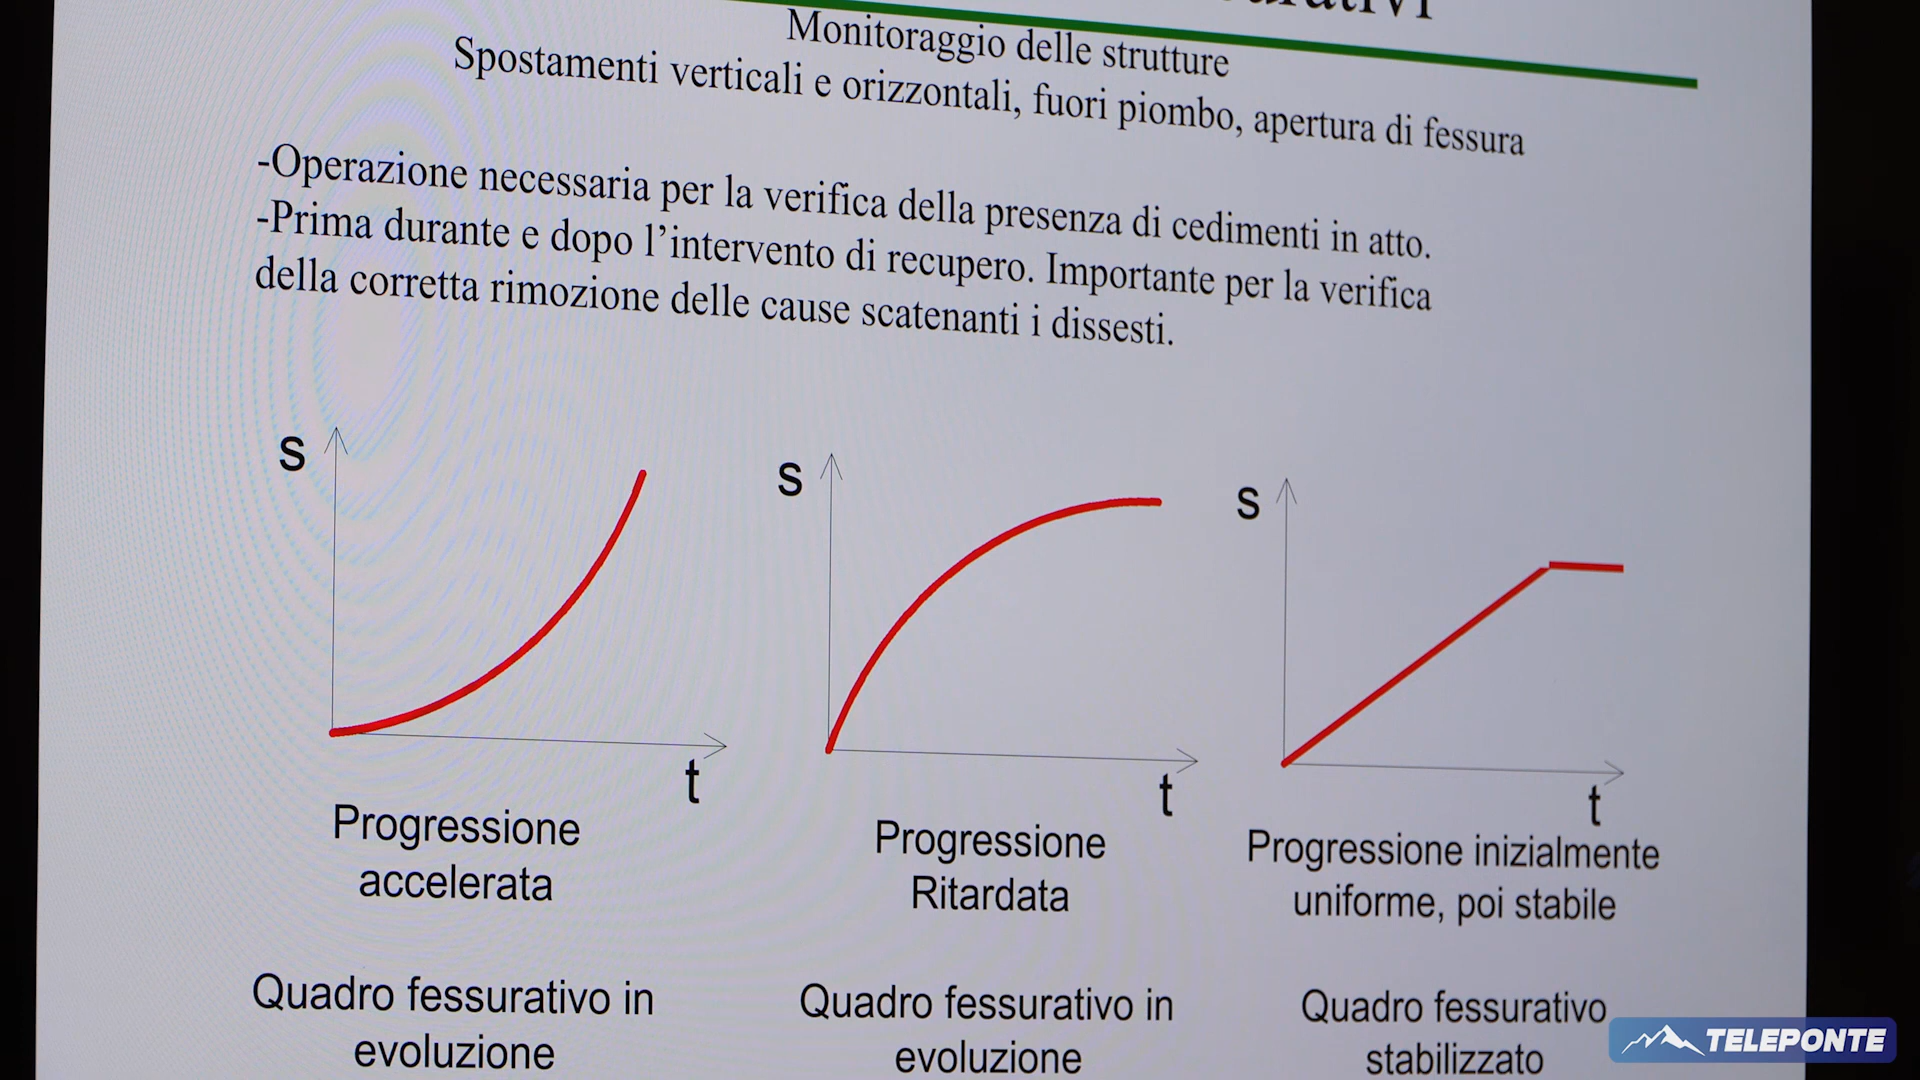 Monitoraggio delle strutture
Spostamenti verticali e orizzontali, fuori piombo, apertura di fessura
-Operazione necessaria per la verifica della presenza di cedimenti in atto.
-Prima durante e dopo l’intervento di recupero. Importante per la verifica
della corretta rimozione delle cause scatenanti i dissesti.
s
t
Progressione
accelerata
Quadro fessurativo in
evoluzione
s
t
Progressione
Ritardata
Quadro fessurativo in
evoluzione
s
t
Progressione inizialmente
uniforme, poi stabile
Quadro fessurativo
stabilizzato
TELEPONTE